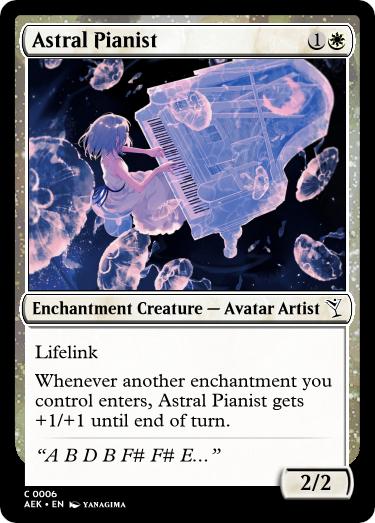 Astral Pianist 1
Enchantment Creature — Avatar Artist
Lifelink
Whenever another enchantment you
control enters, Astral Pianist gets
+1/+1 until end of turn.
“A B D B F# F# E...”
2/2
C 0006
AEK • EN YANAGIMA